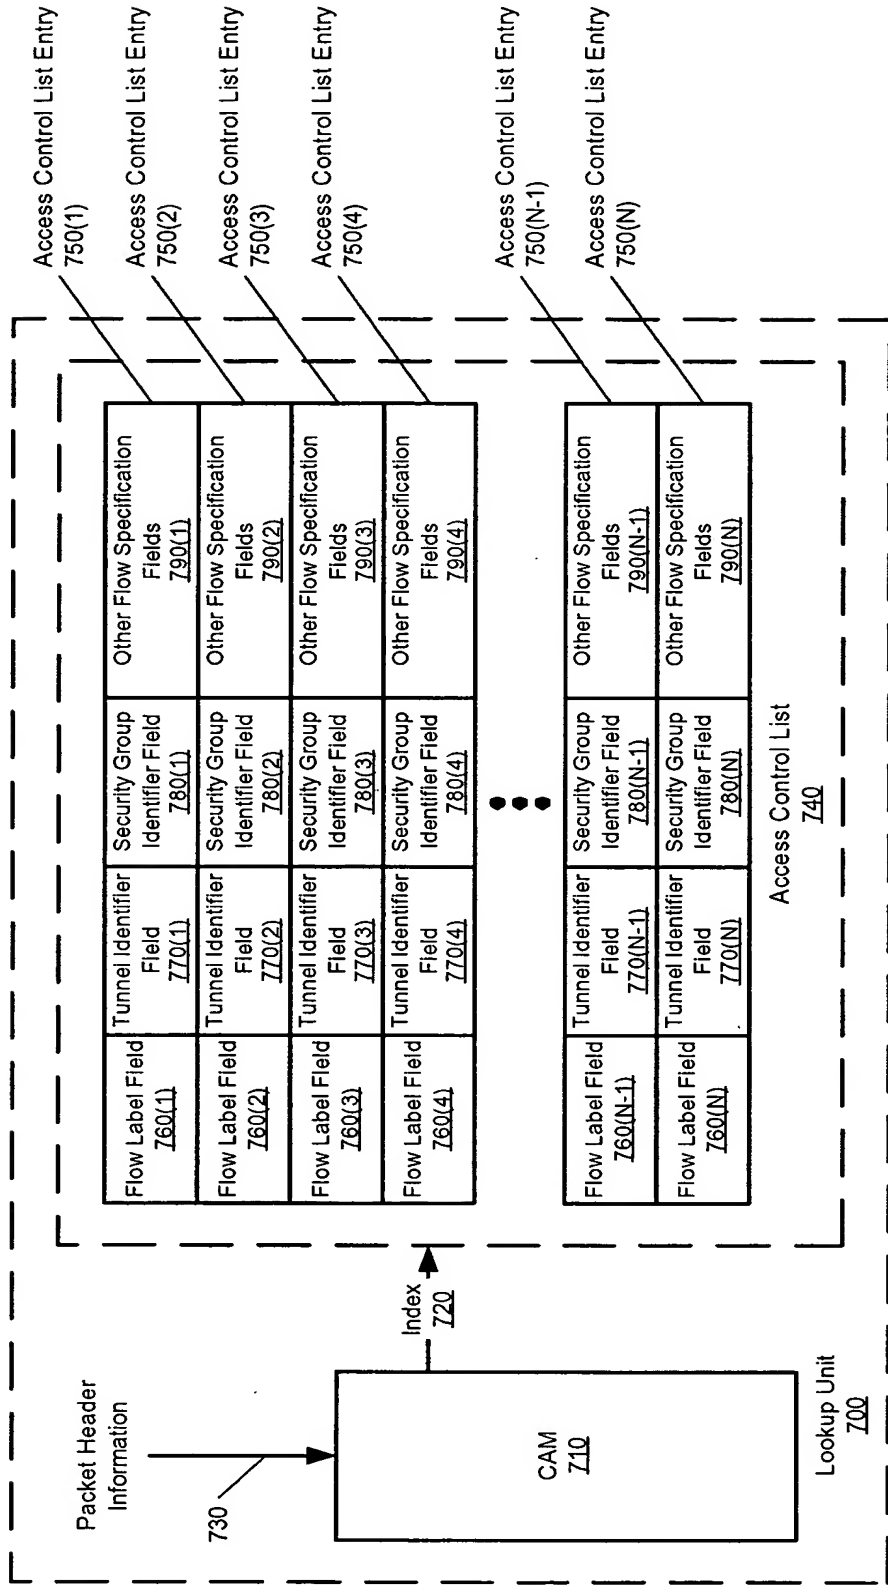 Packet Header
Information
730
CAM
710
Index
720
Lookup Unit
700
Flow Label Field
760(1)
Tunnel Identifier
Field
770(1)
Security Group
Identifier Field
780(1)
Other Flow Specification
Fields
790(1)
Flow Label Field
760(2)
Tunnel Identifier
Field
770(2)
Security Group
Identifier Field
780(2)
Other Flow Specification
Fields
790(2)
Flow Label Field
760(3)
Tunnel Identifier
Field
770(3)
Security Group
Identifier Field
780(3)
Other Flow Specification
Fields
790(3)
Flow Label Field
760(4)
Tunnel Identifier
Field
770(4)
Security Group
Identifier Field
780(4)
Other Flow Specification
Fields
790(4)
Flow Label Field
760(N-1)
Tunnel Identifier
Field
770(N-1)
Security Group
Identifier Field
780(N-1)
Other Flow Specification
Fields
790(N-1)
Flow Label Field
760(N)
Tunnel Identifier
Field
770(N)
Security Group
Identifier Field
780(N)
Other Flow Specification
Fields
790(N)
Access Control List
740
Access Control List Entry
750(1)
Access Control List Entry
750(2)
Access Control List Entry
750(3)
Access Control List Entry
750(4)
Access Control List Entry
750(N-1)
Access Control List Entry
750(N)